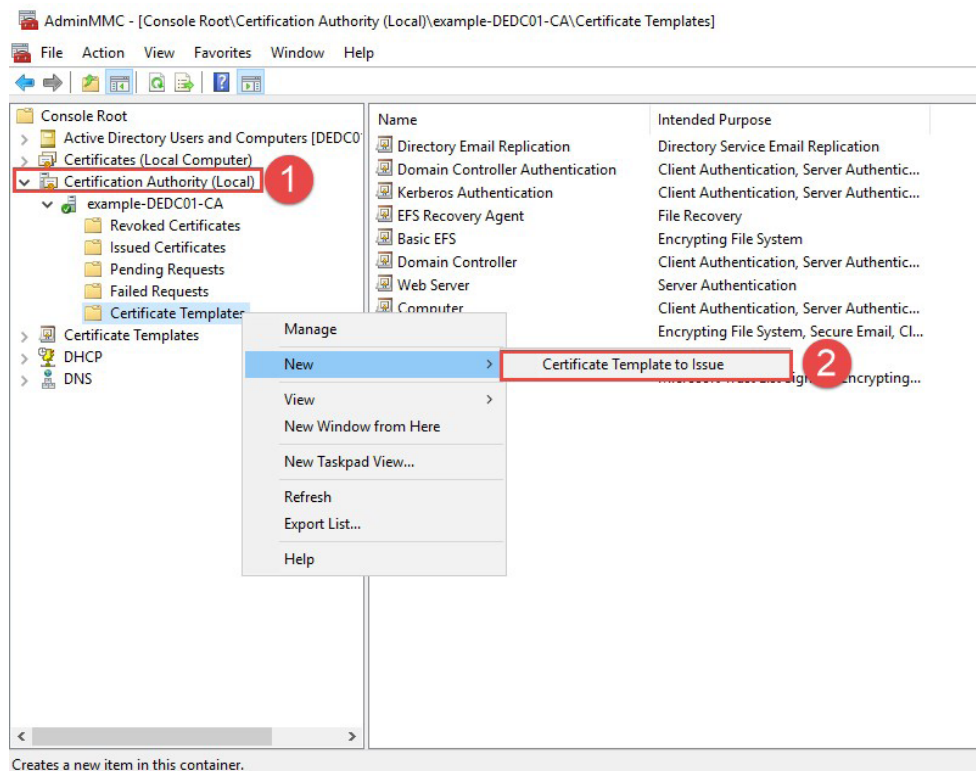 AdminMMC - [Console Root\Certification Authority (Local)\example-DEDC01-CA\Certificate Templates]
File Action View Favorites Window Help
Console Root
Active Directory Users and Computers [DEDC0
Certificates (Local Computer)
Certification Authority (Local)
1
example-DEDC01-CA
Revoked Certificates
Issued Certificates
Pending Requests
Failed Requests
Certificate Templates
Certificate Templates
DHCP
DNS
Name Intended Purpose
Directory Email Replication Directory Service Email Replication
Domain Controller Authentication Client Authentication, Server Authentic...
Kerberos Authentication Client Authentication, Server Authentic...
EFS Recovery Agent File Recovery
Basic EFS Encrypting File System
Domain Controller Client Authentication, Server Authentic...
Web Server Server Authentication
Computer Client Authentication, Server Authentic...
Encrypting File System, Secure Email, Cl...
Manage
New
Certificate Template to Issue
2
View
New Window from Here
New Taskpad View...
Refresh
Export List...
Help
Creates a new item in this container.